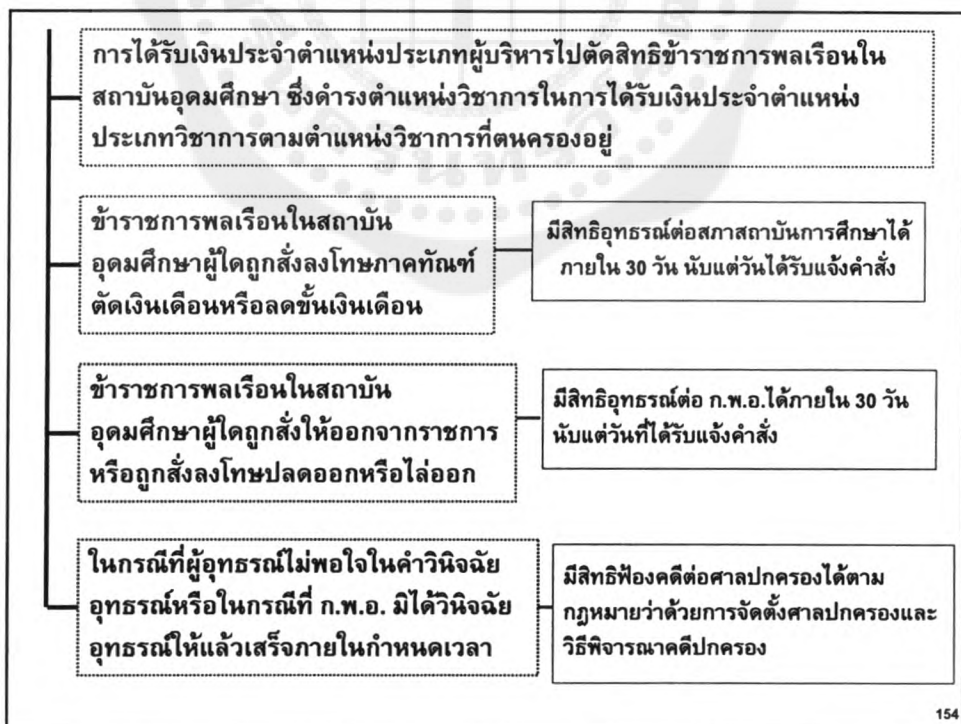 การได้รับเงินประจำตำแหน่งประเภทผู้บริหารไปตัดสิทธิข้าราชการพลเรือนใน
สถาบันอุดมศึกษา ซึ่งดำรงตำแหน่งวิชาการในการได้รับเงินประจำตำแหน่ง
ประเภทวิชาการตามตำแหน่งวิชาการที่ตนครองอยู่
ข้าราชการพลเรือนในสถาบัน
อุดมศึกษาผู้ใดถูกสั่งลงโทษภาคทัณฑ์
ตัดเงินเดือนหรือลดขั้นเงินเดือน
มีสิทธิอุทธรณ์ต่อสภาสถาบันการศึกษาได้
ภายใน 30 วัน นับแต่วันได้รับแจ้งคำสั่ง
ข้าราชการพลเรือนในสถาบัน
อุดมศึกษาผู้ใดถูกสั่งให้ออกจากราชการ
หรือถูกสั่งลงโทษปลดออกหรือไล่ออก
มีสิทธิอุทธรณ์ต่อ ก.พ.อ.ได้ภายใน 30 วัน
นับแต่วันที่ได้รับแจ้งคำสั่ง
ในกรณีที่ผู้อุทธรณ์ไม่พอใจในคำวินิจฉัย
อุทธรณ์หรือในกรณีที่ ก.พ.อ. มิได้วินิจฉัย
อุทธรณ์ให้แล้วเสร็จภายในกำหนดเวลา
มีสิทธิฟ้องคดีต่อศาลปกครองได้ตาม
กฎหมายว่าด้วยการจัดตั้งศาลปกครองและ
วิธีพิจารณาคดีปกครอง
154